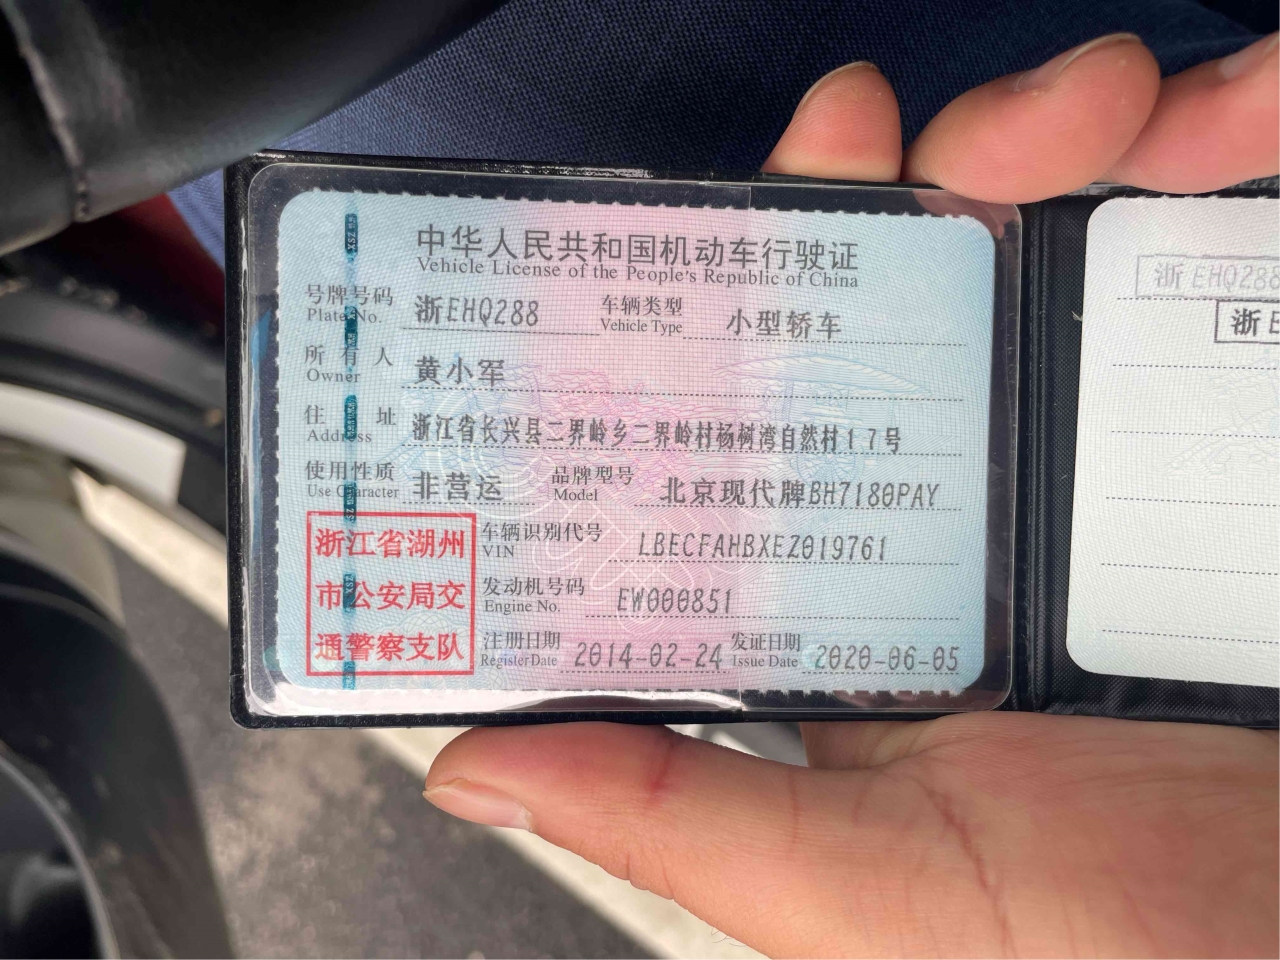 中华人民共和国机动车行驶证
Vehicle License of the People's Republic of China
号牌号码 浙EHQ288 车辆类型 小型轿车
Plate No. Vehicle Type
所有人 黄小军
Owner
住址 浙江省长兴县二界岭乡二界岭村杨树湾自然村17号
Address
使用性质 非营运 品牌型号 北京现代牌BH7180PAY
Use Character Model
浙江省湖州
市公安局交
通警察支队
车辆识别代号 LBECFAHBXEZ019761
VIN
发动机号码 EW000851
Engine No.
注册日期 2014-02-24 发证日期 2020-06-05
Register Date Issue Date
浙EHQ288
浙E